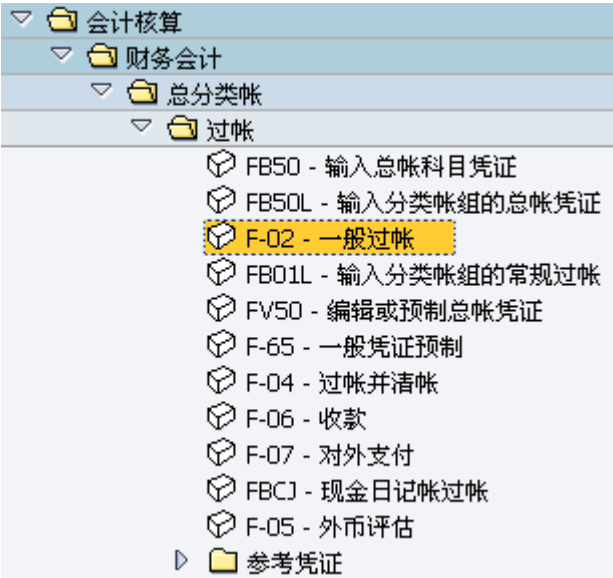 会计核算
财务会计
总分类帐
过帐
FB50 - 输入总帐科目凭证
FB50L - 输入分类帐组的总帐凭证
F-02 - 一般过帐
FB01L - 输入分类帐组的常规过帐
FV50 - 编辑或预制总帐凭证
F-65 - 一般凭证预制
F-04 - 过帐并清帐
F-06 - 收款
F-07 - 对外支付
FBCJ - 现金日记帐过帐
F-05 - 外币评估
参考凭证